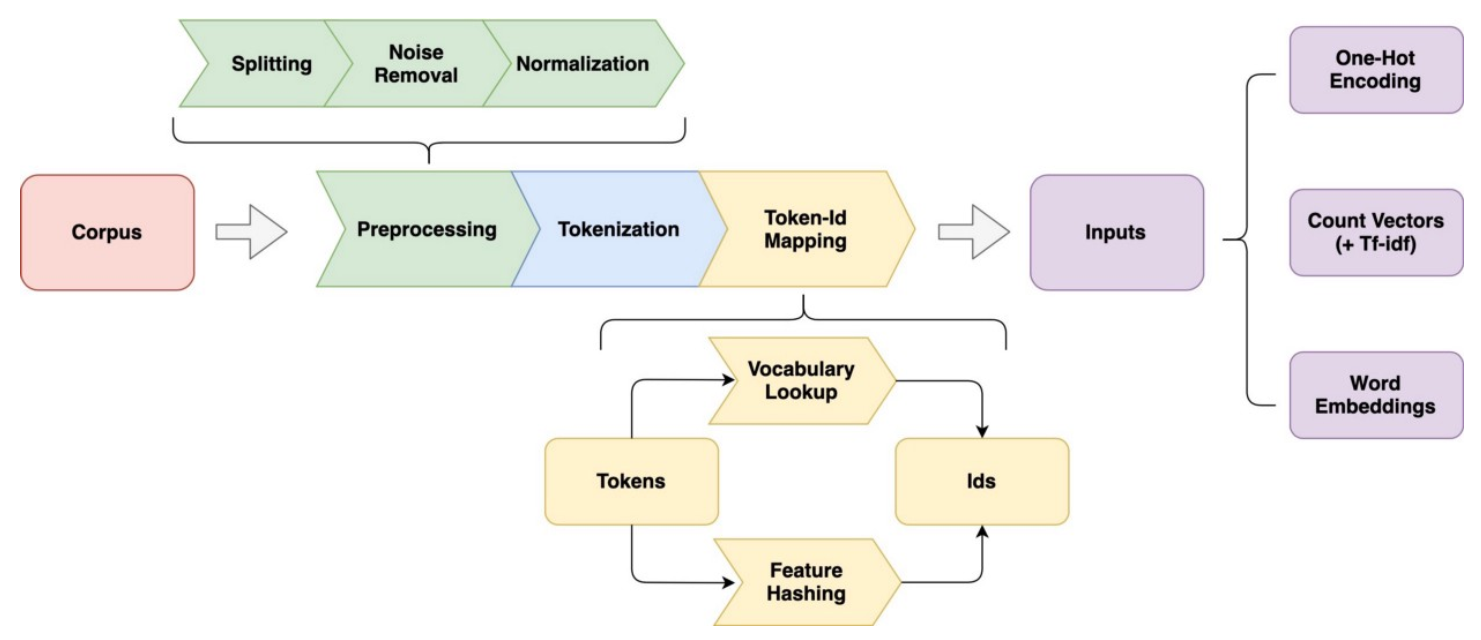 Splitting
Noise
Removal
Normalization
One-Hot
Encoding
Corpus
Preprocessing
Tokenization
Token-Id
Mapping
Inputs
Count Vectors
(+ Tf-idf)
Vocabulary
Lookup
Word
Embeddings
Tokens
Ids
Feature
Hashing